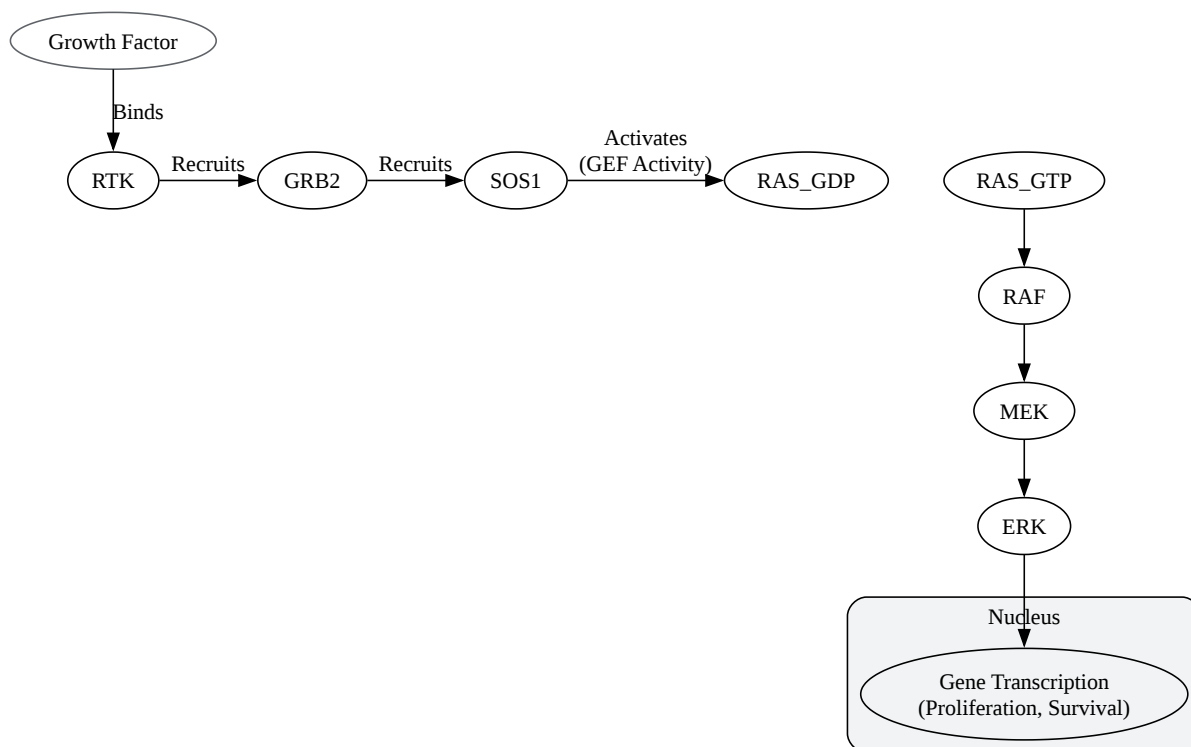 Growth Factor
Binds
RTK
Recruits
GRB2
Recruits
SOS1
Activates
(GEF Activity)
RAS_GDP
RAS_GTP
RAF
MEK
ERK
Nucleus
Gene Transcription
(Proliferation, Survival)